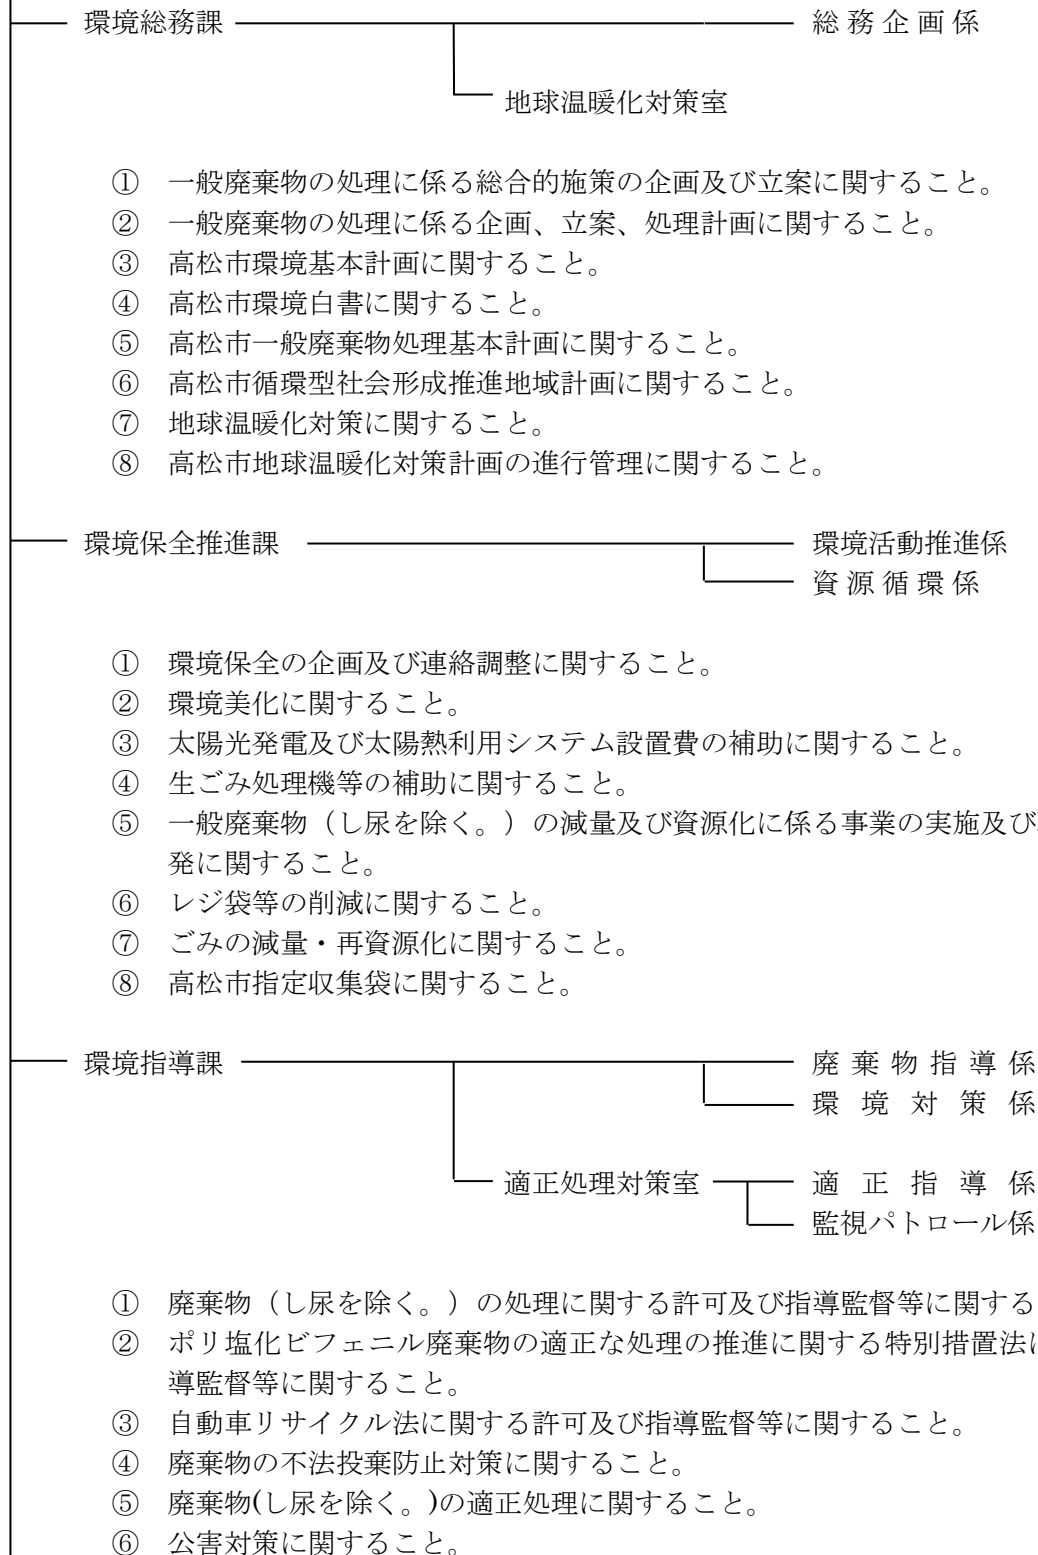 環境総務課 総務企画係
地球温暖化対策室
① 一般廃棄物の処理に係る総合的施策の企画及び立案に関すること。
② 一般廃棄物の処理に係る企画、立案、処理計画に関すること。
③ 高松市環境基本計画に関すること。
④ 高松市環境白書に関すること。
⑤ 高松市一般廃棄物処理基本計画に関すること。
⑥ 高松市循環型社会形成推進地域計画に関すること。
⑦ 地球温暖化対策に関すること。
⑧ 高松市地球温暖化対策計画の進行管理に関すること。
環境保全推進課 環境活動推進係
資源循環係
① 環境保全の企画及び連絡調整に関すること。
② 環境美化に関すること。
③ 太陽光発電及び太陽熱利用システム設置費の補助に関すること。
④ 生ごみ処理機等の補助に関すること。
⑤ 一般廃棄物（し尿を除く。）の減量及び資源化に係る事業の実施及び
発に関すること。
⑥ レジ袋等の削減に関すること。
⑦ ごみの減量・再資源化に関すること。
⑧ 高松市指定収集袋に関すること。
環境指導課 廃棄物指導係
環境対策係
適正処理対策室 適正指導係
監視パトロール係
① 廃棄物（し尿を除く。）の処理に関する許可及び指導監督等に関する
② ポリ塩化ビフェニル廃棄物の適正な処理の推進に関する特別措置法
導監督等に関すること。
③ 自動車リサイクル法に関する許可及び指導監督等に関すること。
④ 廃棄物の不法投棄防止対策に関すること。
⑤ 廃棄物(し尿を除く。)の適正処理に関すること。
⑥ 公害対策に関すること。